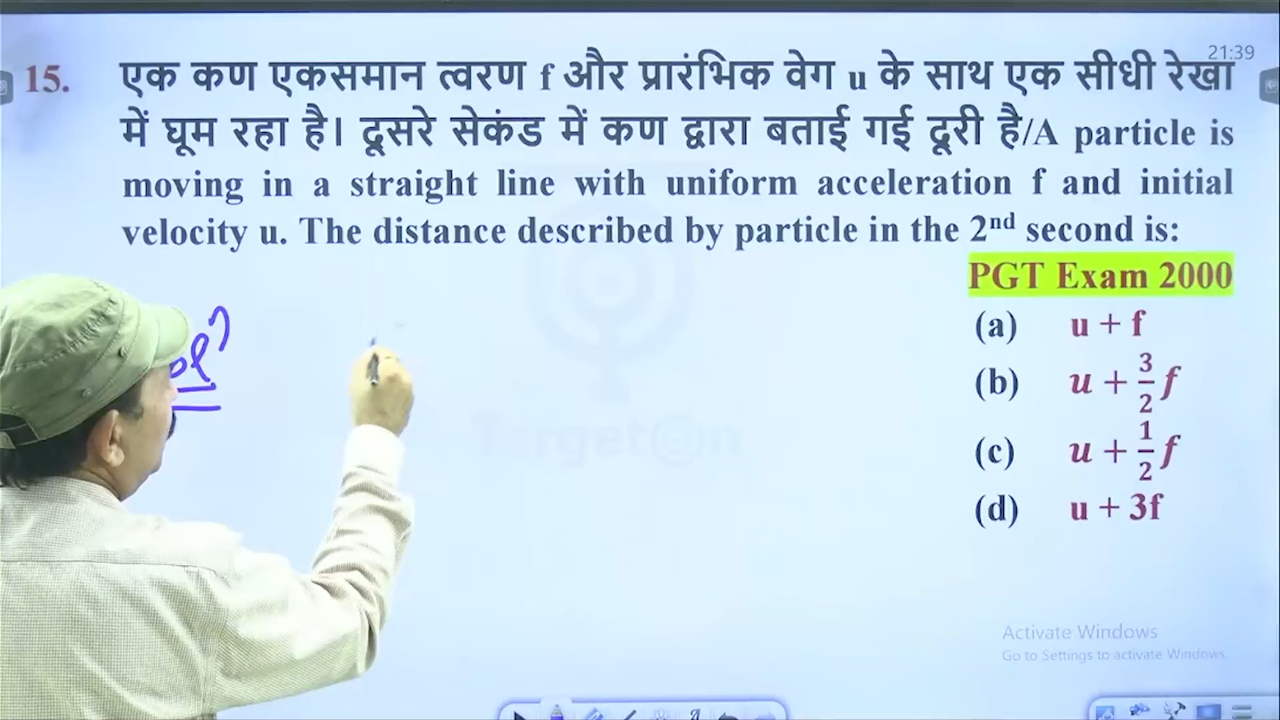 21:39
15. एक कण एकसमान त्वरण f और प्रारंभिक वेग u के साथ एक सीधी रेखा
में घूम रहा है। दूसरे सेकंड में कण द्वारा बताई गई दूरी है/A particle is
moving in a straight line with uniform acceleration f and initial
velocity u. The distance described by particle in the 2nd second is:
PGT Exam 2000
(a) u + f
(b) u + 3/2 f
(c) u + 1/2 f
(d) u + 3f
Activate Windows
Go to Settings to activate Windows.